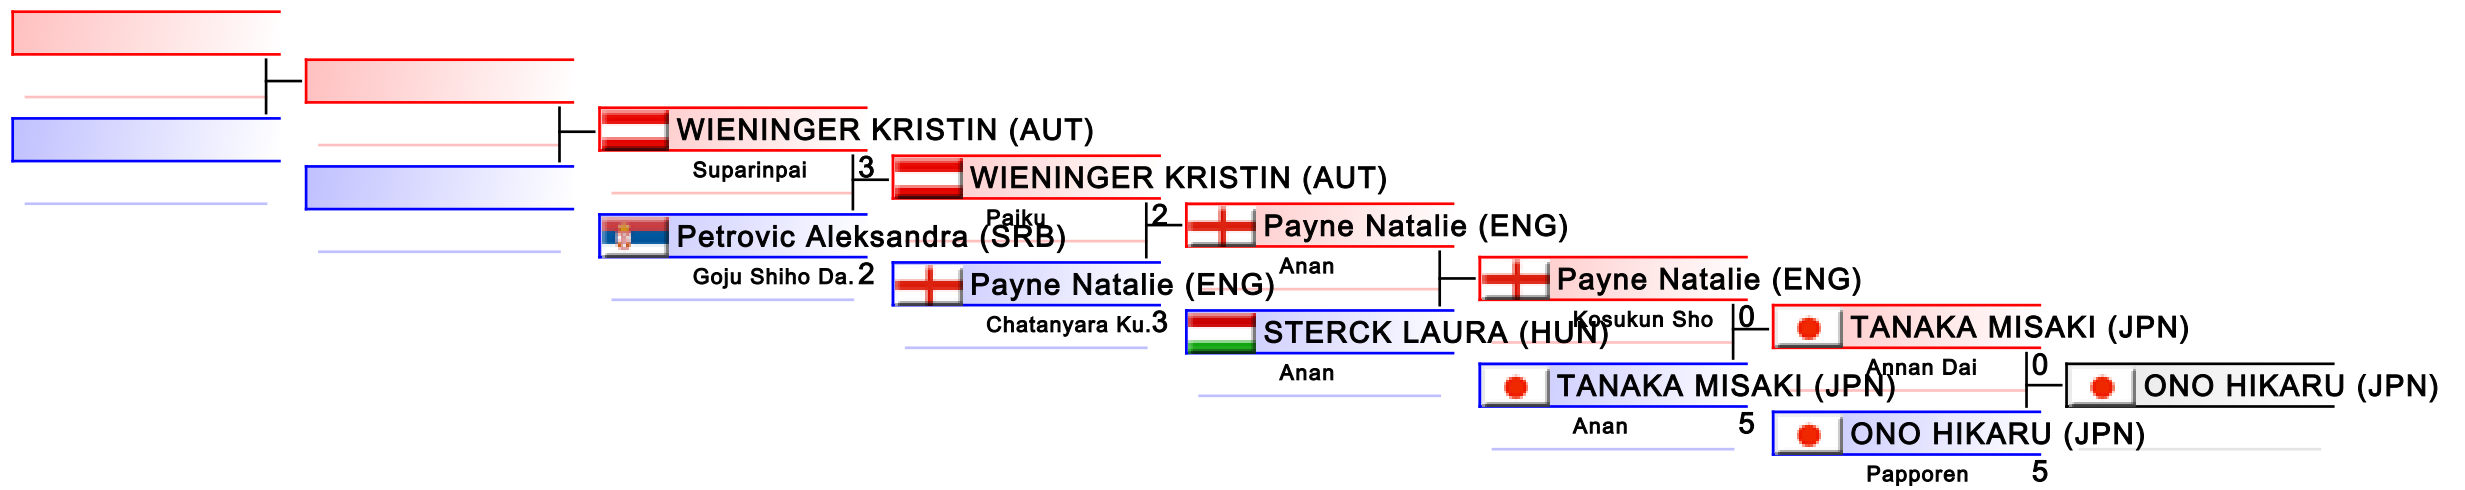 WIENINGER KRISTIN (AUT)
Suparinpai
3
Petrovic Aleksandra (SRB)
Goju Shiho Da.
2
WIENINGER KRISTIN (AUT)
Paiku
2
Payne Natalie (ENG)
Chatanyara Ku.
3
Payne Natalie (ENG)
Anan
STERCK LAURA (HUN)
Anan
Payne Natalie (ENG)
Kosukun Sho
0
TANAKA MISAKI (JPN)
Anan
5
TANAKA MISAKI (JPN)
Annan Dai
0
ONO HIKARU (JPN)
Papporen
5
ONO HIKARU (JPN)